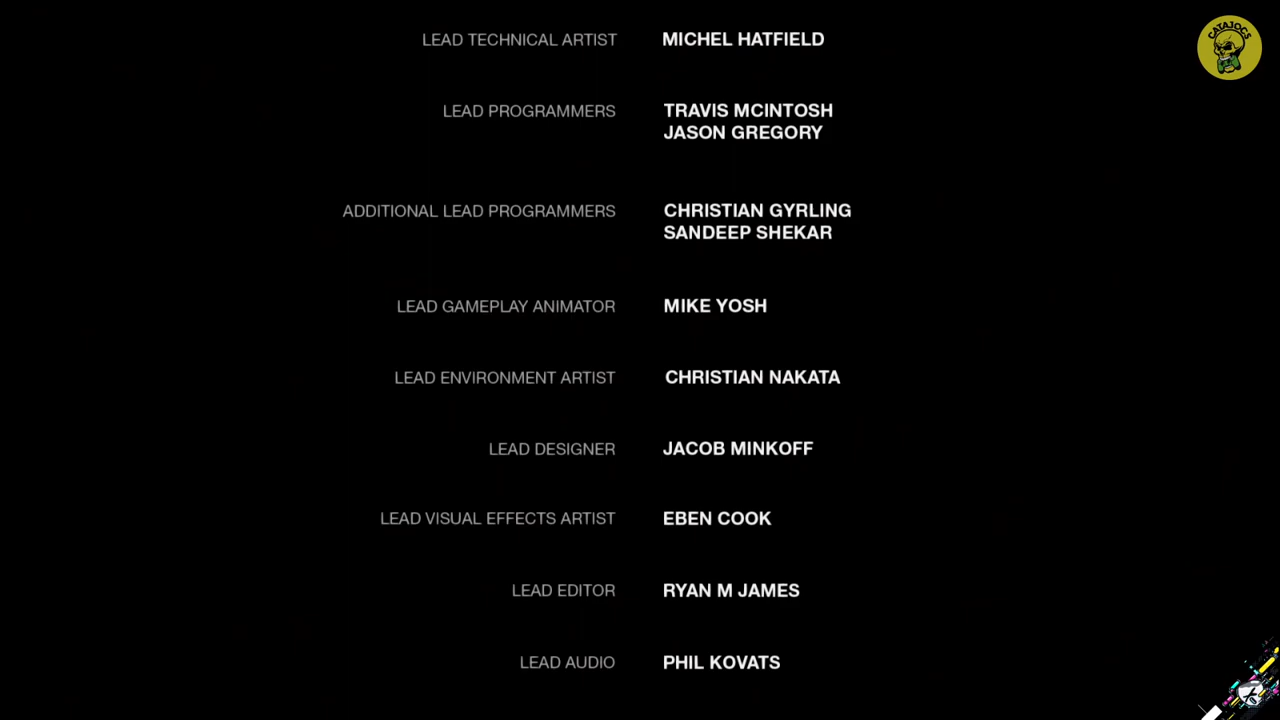 CATAJOCS
LEAD TECHNICAL ARTIST MICHEL HATFIELD
LEAD PROGRAMMERS TRAVIS MCINTOSH
JASON GREGORY
ADDITIONAL LEAD PROGRAMMERS CHRISTIAN GYRLING
SANDEEP SHEKAR
LEAD GAMEPLAY ANIMATOR MIKE YOSH
LEAD ENVIRONMENT ARTIST CHRISTIAN NAKATA
LEAD DESIGNER JACOB MINKOFF
LEAD VISUAL EFFECTS ARTIST EBEN COOK
LEAD EDITOR RYAN M JAMES
LEAD AUDIO PHIL KOVATS